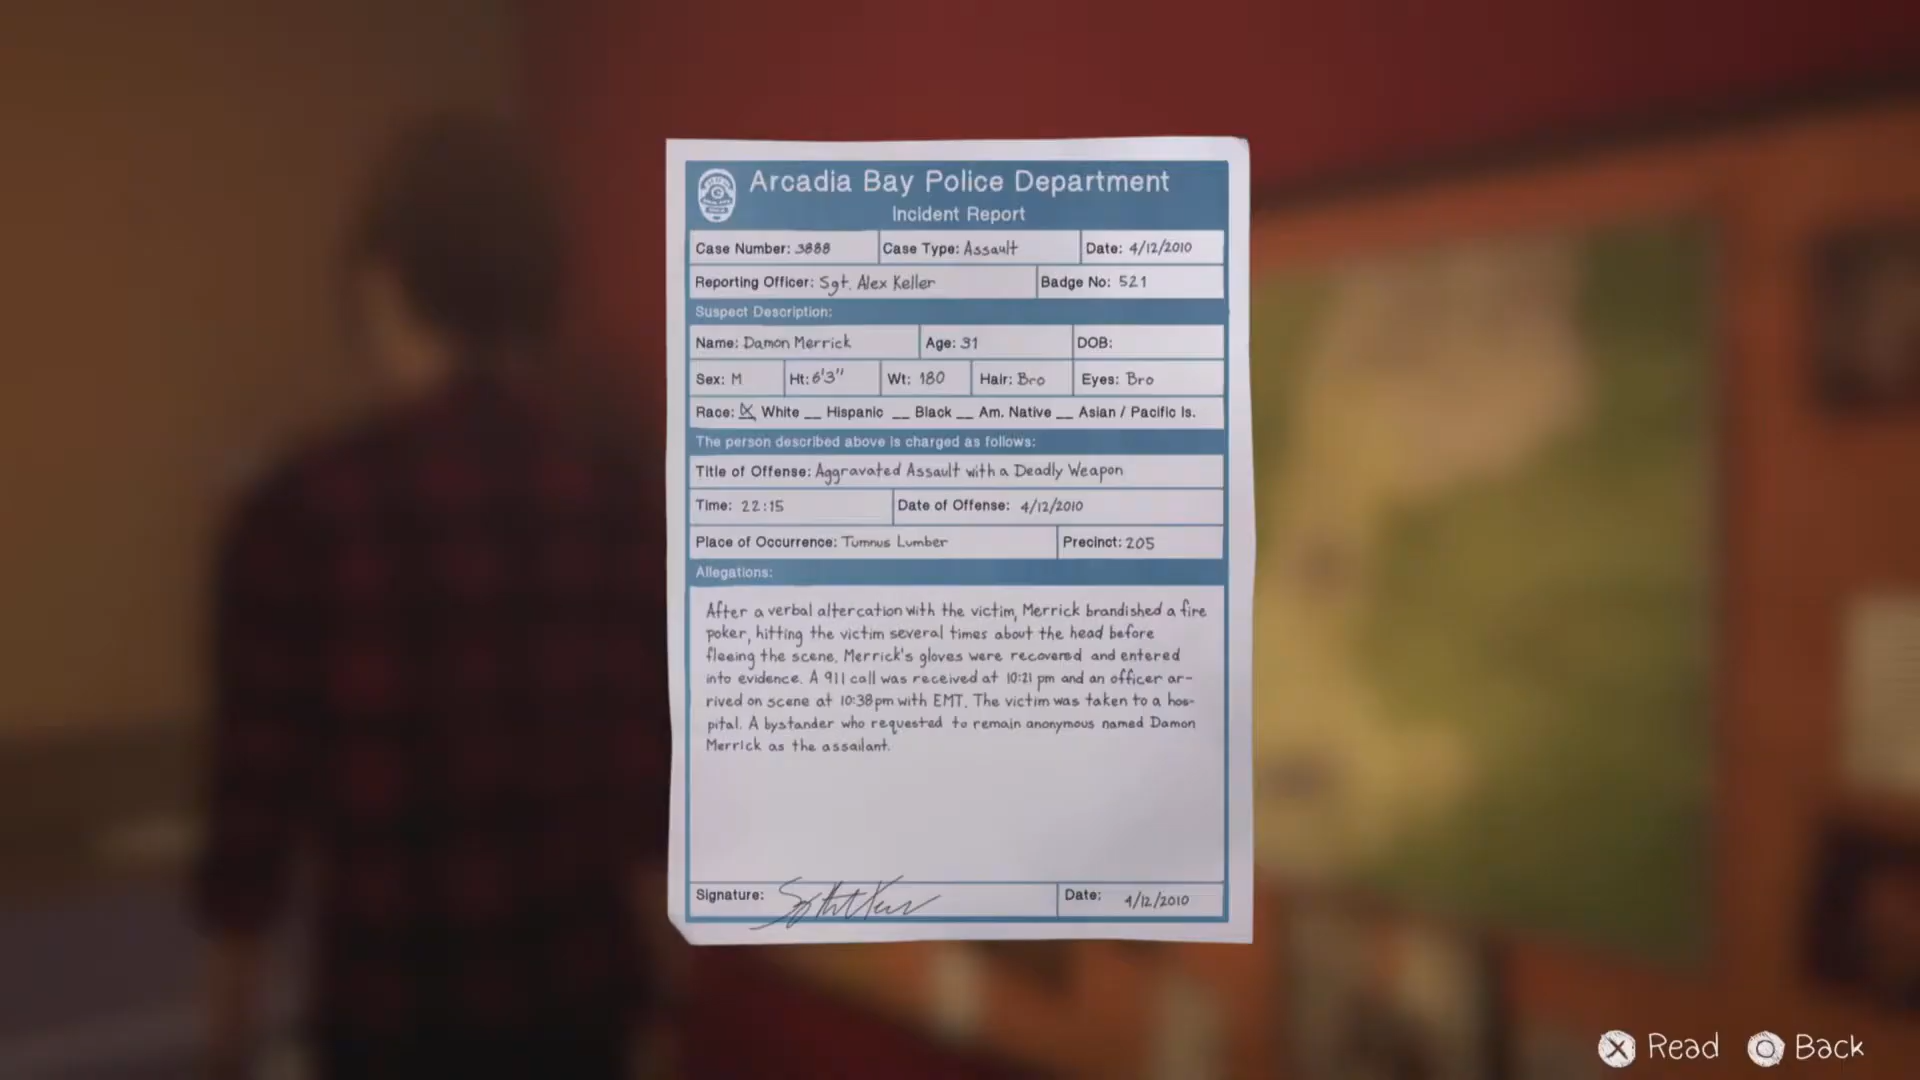 Arcadia Bay Police Department
Incident Report
Case Number: 3888 Case Type: Assault Date: 4/12/2010
Reporting Officer: Sgt. Alex Keller Badge No: 521
Suspect Description:
Name: Damon Merrick Age: 31 DOB:
Sex: M Ht: 6'3" Wt: 180 Hair: Bro Eyes: Bro
Race: X White __ Hispanic __ Black __ Am. Native __ Asian / Pacific Is.
The person described above is charged as follows:
Title of Offense: Aggravated Assault with a Deadly Weapon
Time: 22:15 Date of Offense: 4/12/2010
Place of Occurrence: Tumnus Lumber Precinct: 205
Allegations:
After a verbal altercation with the victim, Merrick brandished a fire
poker, hitting the victim several times about the head before
fleeing the scene. Merrick's gloves were recovered and entered
into evidence. A 911 call was received at 10:21 pm and an officer ar-
rived on scene at 10:38pm with EMT. The victim was taken to a hos-
pital. A bystander who requested to remain anonymous named Damon
Merrick as the assailant.
Signature: Date: 4/12/2010
Read Back